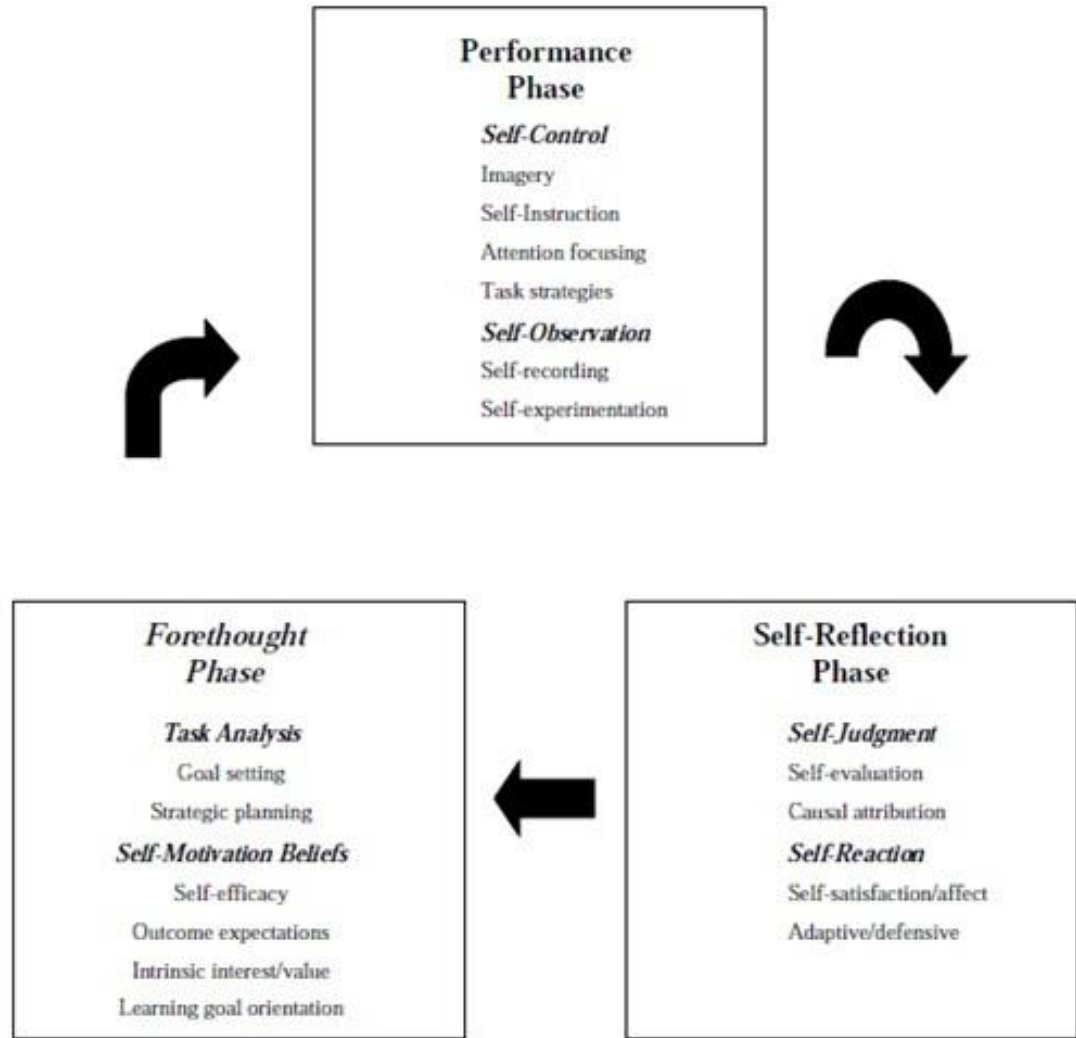 Performance
Phase
Self-Control
Imagery
Self-Instruction
Attention focusing
Task strategies
Self-Observation
Self-recording
Self-experimentation
Forethought
Phase
Task Analysis
Goal setting
Strategic planning
Self-Motivation Beliefs
Self-efficacy
Outcome expectations
Intrinsic interest/value
Learning goal orientation
Self-Reflection
Phase
Self-Judgment
Self-evaluation
Causal attribution
Self-Reaction
Self-satisfaction/affect
Adaptive/defensive